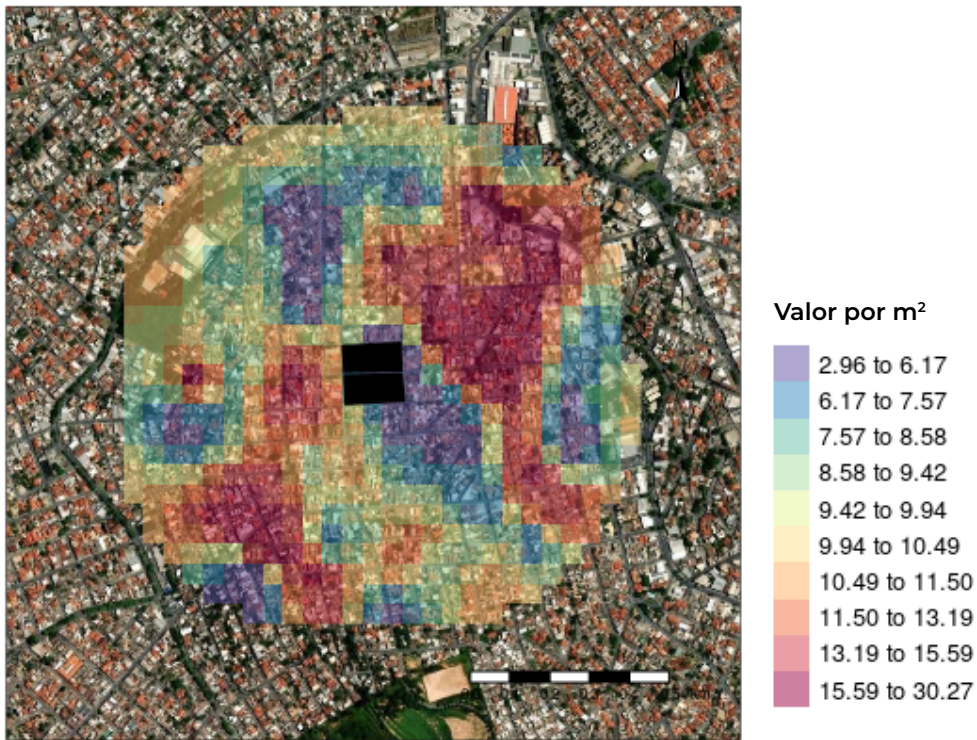 N
Valor por m²
2.96 to 6.17
6.17 to 7.57
7.57 to 8.58
8.58 to 9.42
9.42 to 9.94
9.94 to 10.49
10.49 to 11.50
11.50 to 13.19
13.19 to 15.59
15.59 to 30.27